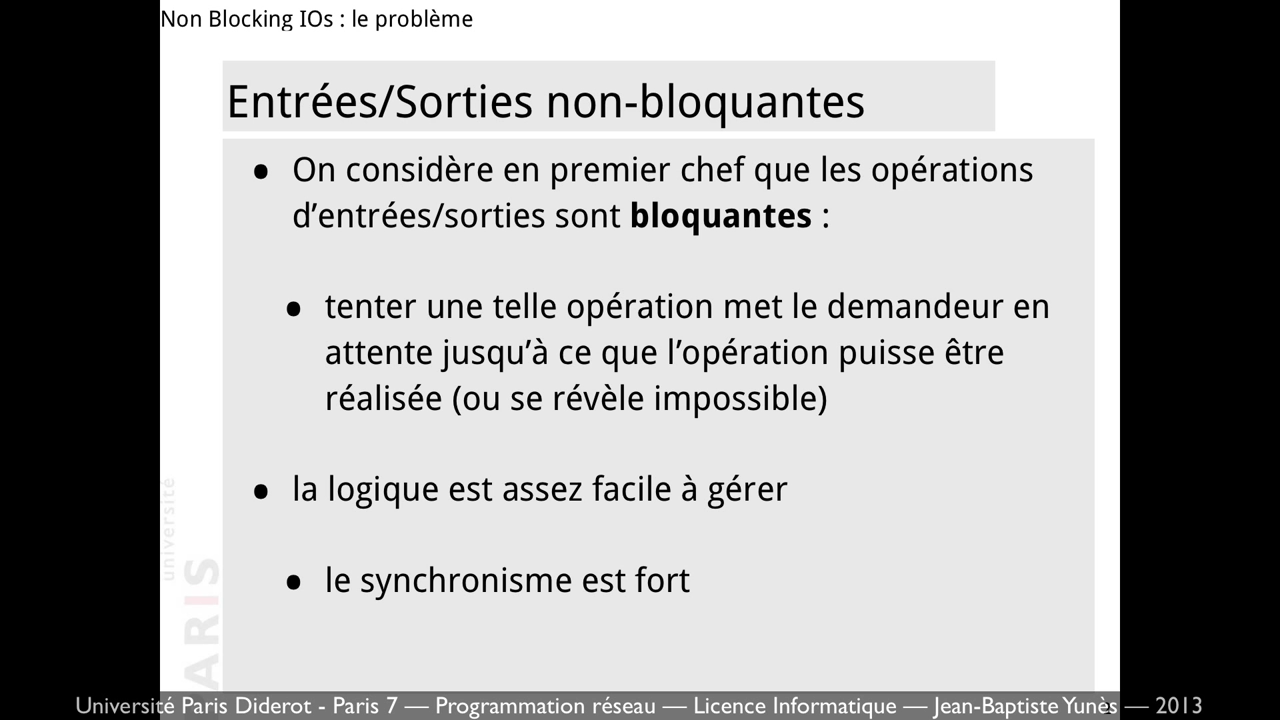 Non Blocking IOs : le problème
Entrées/Sorties non-bloquantes
• On considère en premier chef que les opérations
d’entrées/sorties sont bloquantes :
• tenter une telle opération met le demandeur en
attente jusqu’à ce que l’opération puisse être
réalisée (ou se révèle impossible)
• la logique est assez facile à gérer
• le synchronisme est fort
université
PARIS
Université Paris Diderot - Paris 7 — Programmation réseau — Licence Informatique — Jean-Baptiste Yunès — 2013